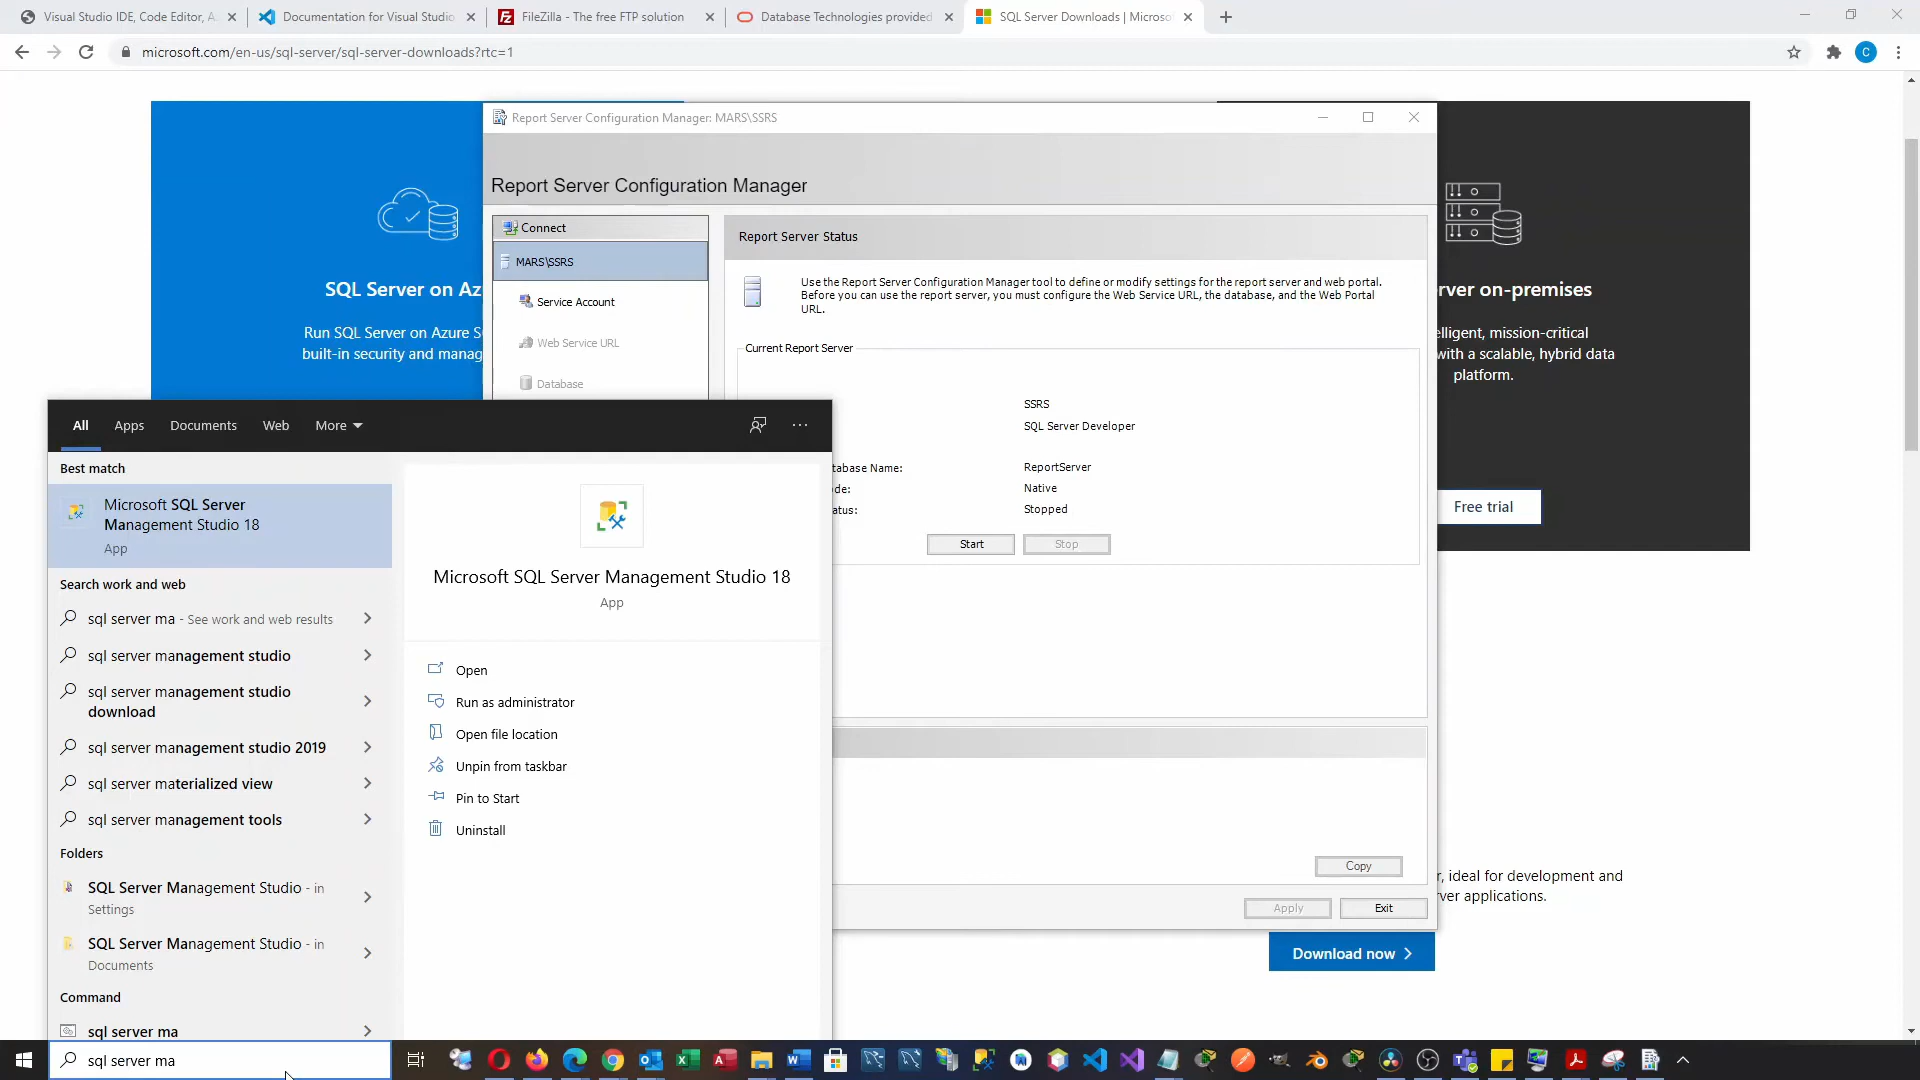 Visual Studio IDE, Code Editor, A
Documentation for Visual Studio
FileZilla - The free FTP solution
Database Technologies provided
SQL Server Downloads | Microso
microsoft.com/en-us/sql-server/sql-server-downloads?rtc=1
C
Report Server Configuration Manager: MARS\SSRS
Report Server Configuration Manager
Connect
Report Server Status
MARS\SSRS
Use the Report Server Configuration Manager tool to define or modify settings for the report server and web portal.
Before you can use the report server, you must configure the Web Service URL, the database, and the Web Portal
URL.
Service Account
Web Service URL
Database
Current Report Server
SSRS
SQL Server Developer
tabase Name:
ReportServer
de:
Native
atus:
Stopped
Start
Stop
Copy
Apply
Exit
SQL Server on Az
Run SQL Server on Azure S
built-in security and manag
rver on-premises
elligent, mission-critical
with a scalable, hybrid data
platform.
Free trial
r, ideal for development and
ver applications.
Download now
All
Apps
Documents
Web
More
Best match
Microsoft SQL Server
Management Studio 18
App
Search work and web
sql server ma - See work and web results
sql server management studio
sql server management studio
download
sql server management studio 2019
sql server materialized view
sql server management tools
Folders
SQL Server Management Studio - in
Settings
SQL Server Management Studio - in
Documents
Command
sql server ma
Microsoft SQL Server Management Studio 18
App
Open
Run as administrator
Open file location
Unpin from taskbar
Pin to Start
Uninstall
sql server ma